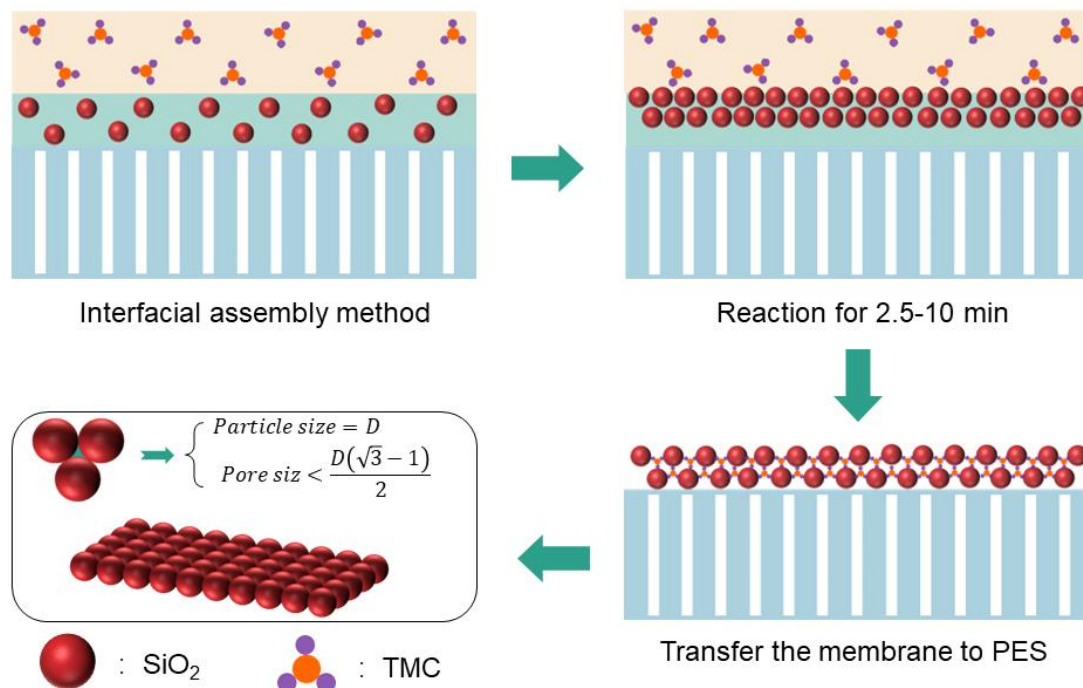 Interfacial assembly method
Reaction for 2.5-10 min
Particle size = D
Pore siz < D(√3 − 1)/2
Transfer the membrane to PES
: SiO₂
: TMC